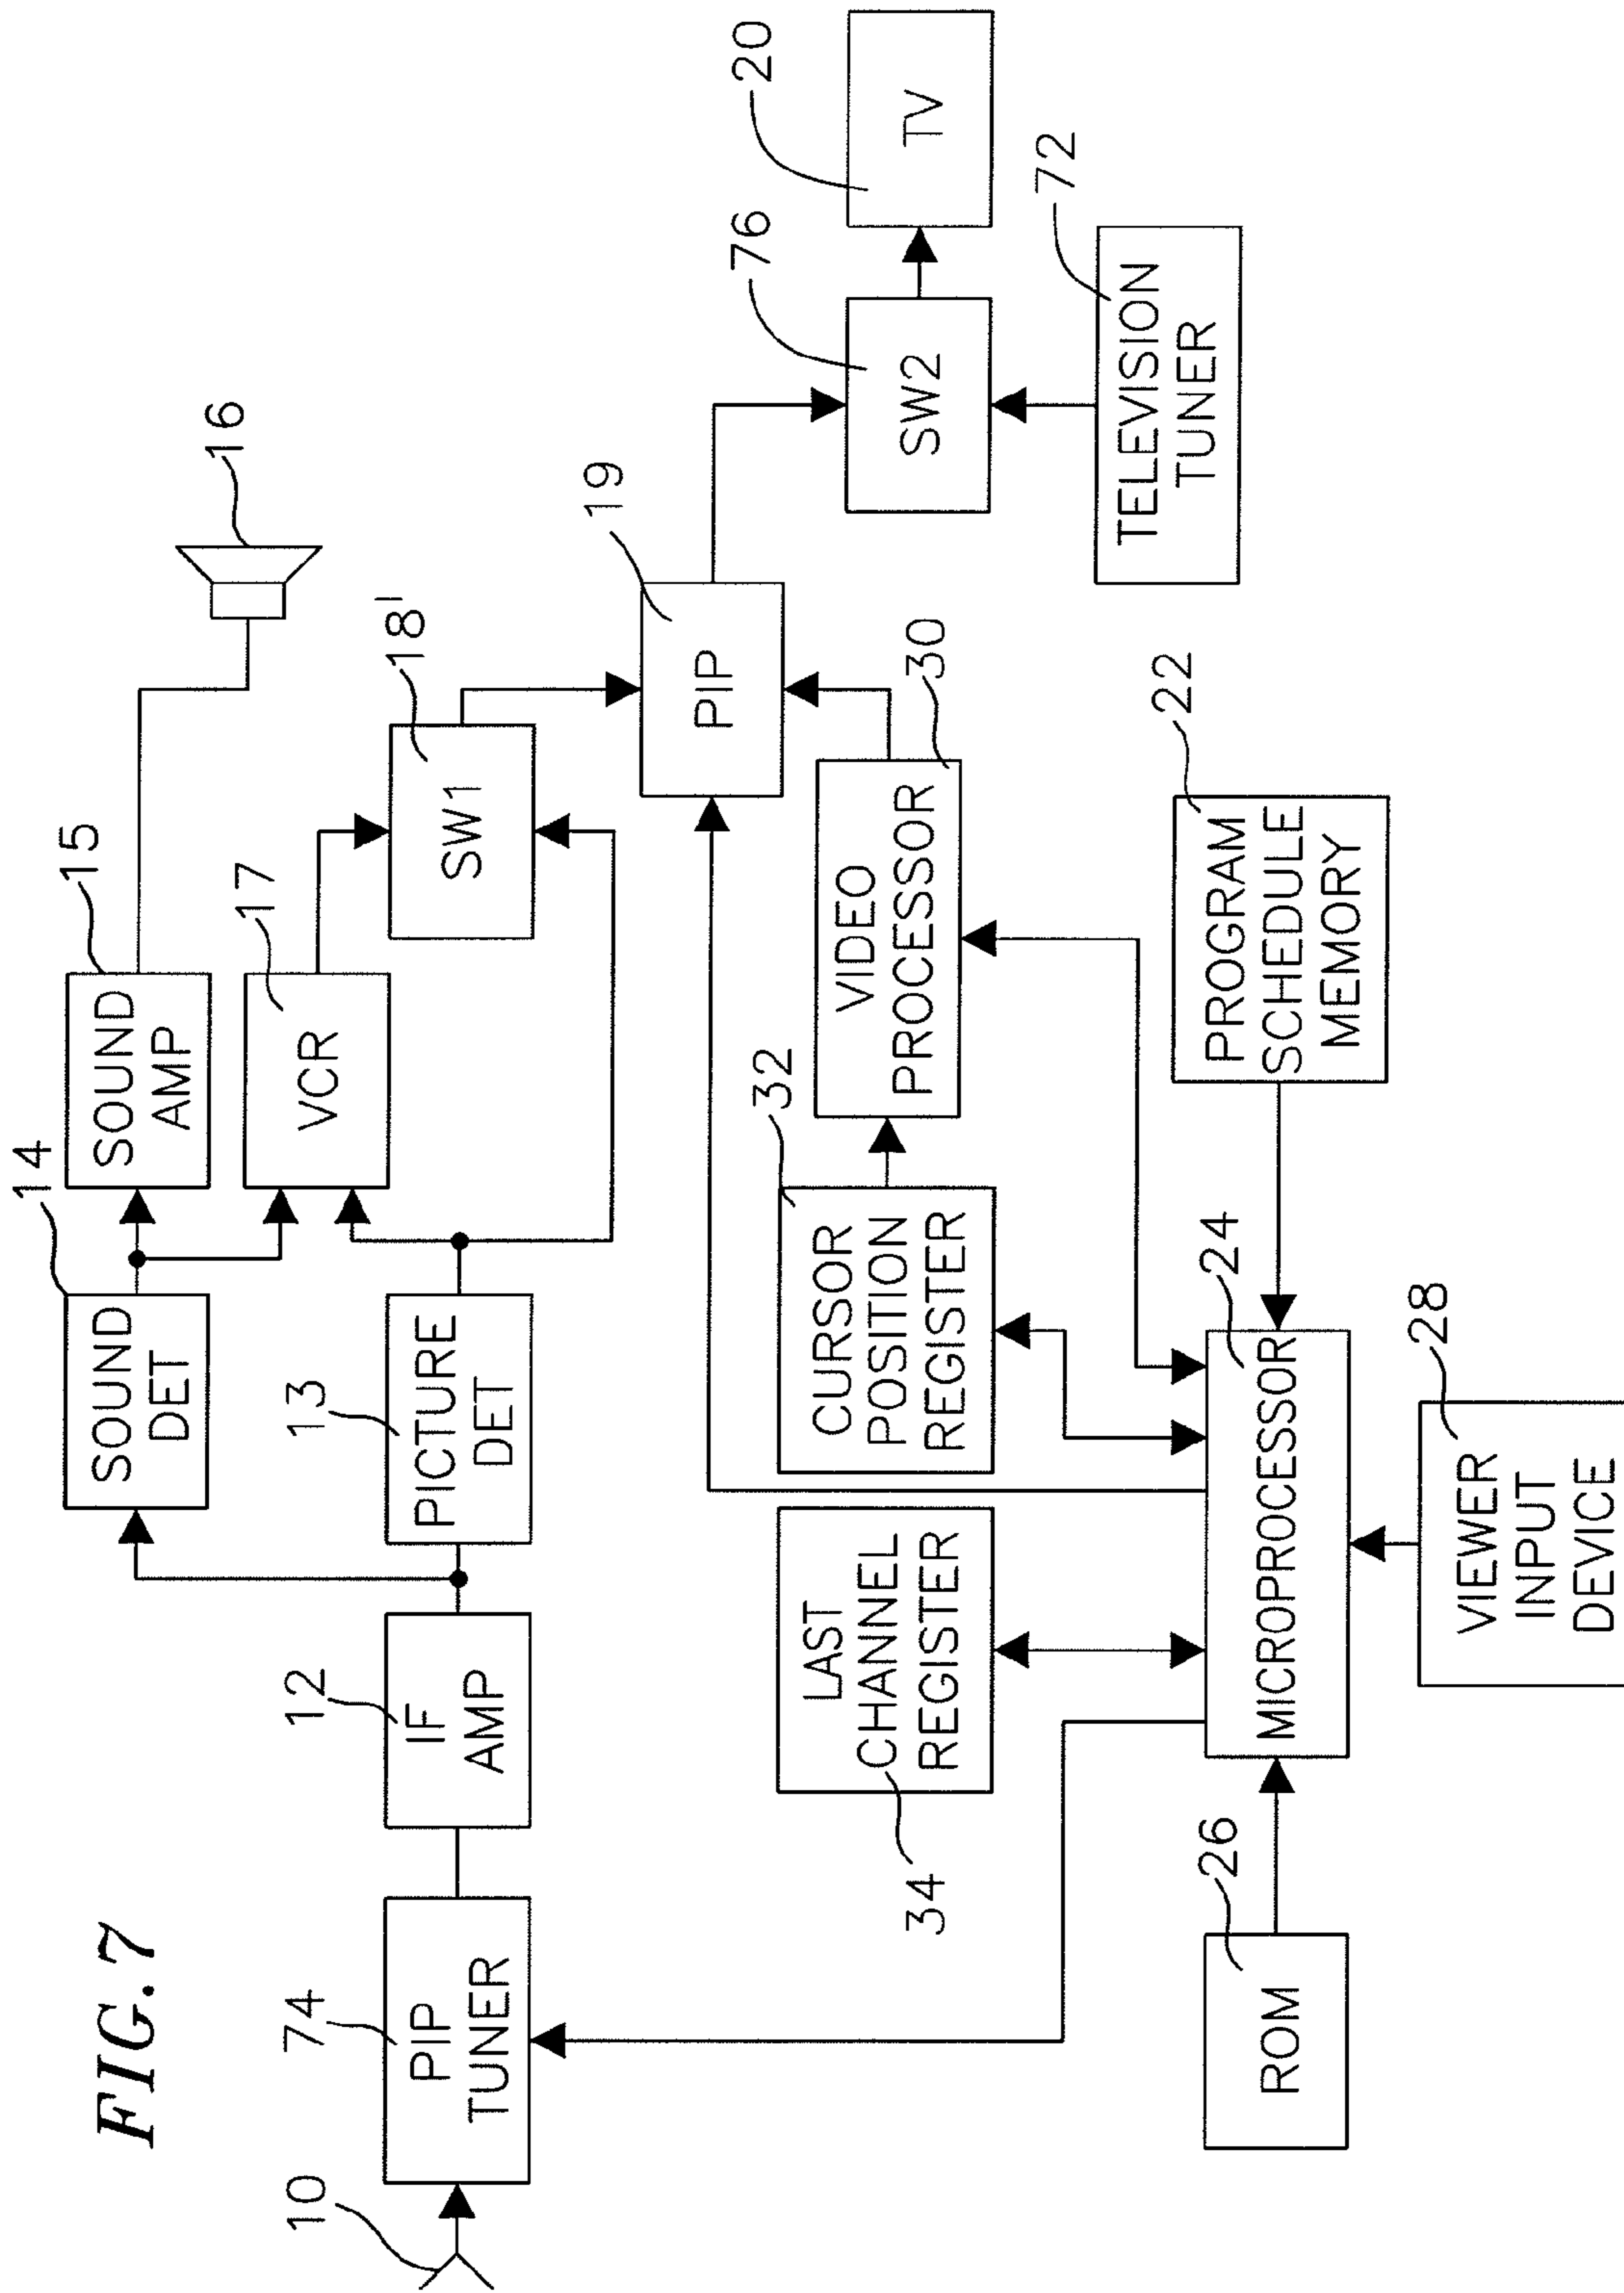 FIG.7
10
74
PIP
TUNER
12
IF
AMP
13
PICTURE
DET
14
SOUND
DET
15
SOUND
AMP
16
17
VCR
18'
SW1
19
PIP
76
SW2
20
TV
72
TELEVISION
TUNER
34
LAST
CHANNEL
REGISTER
32
CURSOR
POSITION
REGISTER
30
VIDEO
PROCESSOR
26
ROM
24
MICROPROCESSOR
22
PROGRAM
SCHEDULE
MEMORY
28
VIEWER
INPUT
DEVICE